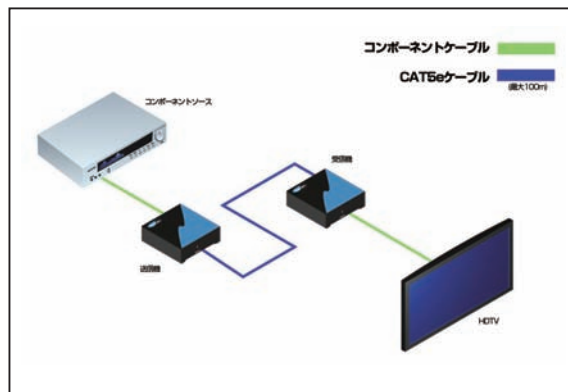 コンポーネントケーブル
CAT5eケーブル
(最大100m)
コンポーネントソース
受信機
送信機
HDTV